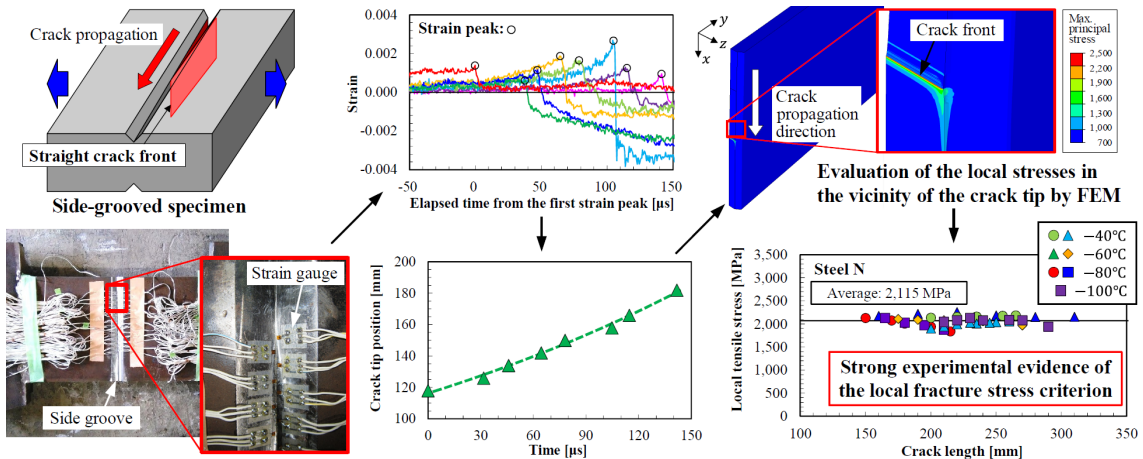 Crack propagation
Straight crack front
Side-grooved specimen
Strain gauge
Side groove
0.004
0.002
0.000
-0.002
-0.004
Strain
Strain peak:
-50
0
50
100
150
Elapsed time from the first strain peak [μs]
200
180
160
140
120
100
Crack tip position [mm]
0
30
60
90
120
150
Time [μs]
y
z
x
Crack
propagation
direction
Crack front
Max.
principal
stress
2,500
2,200
1,900
1,600
1,300
1,000
700
Evaluation of the local stresses in
the vicinity of the crack tip by FEM
3,500
3,000
2,500
2,000
1,500
1,000
500
0
Local tensile stress [MPa]
Steel N
Average: 2,115 MPa
−40℃
−60℃
−80℃
−100℃
Strong experimental evidence of
the local fracture stress criterion
100
150
200
250
300
350
Crack length [mm]